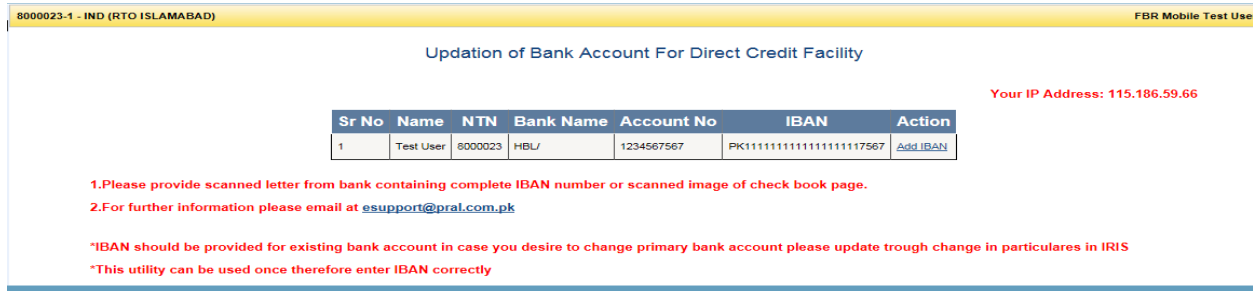 8000023-1 - IND (RTO ISLAMABAD) FBR Mobile Test Use
Updation of Bank Account For Direct Credit Facility
Your IP Address: 115.186.59.66
Sr No Name NTN Bank Name Account No IBAN Action
1 Test User 8000023 HBL/ 1234567567 PK1111111111111111117567 Add IBAN
1.Please provide scanned letter from bank containing complete IBAN number or scanned image of check book page.
2.For further information please email at esupport@pral.com.pk
*IBAN should be provided for existing bank account in case you desire to change primary bank account please update trough change in particulares in IRIS
*This utility can be used once therefore enter IBAN correctly